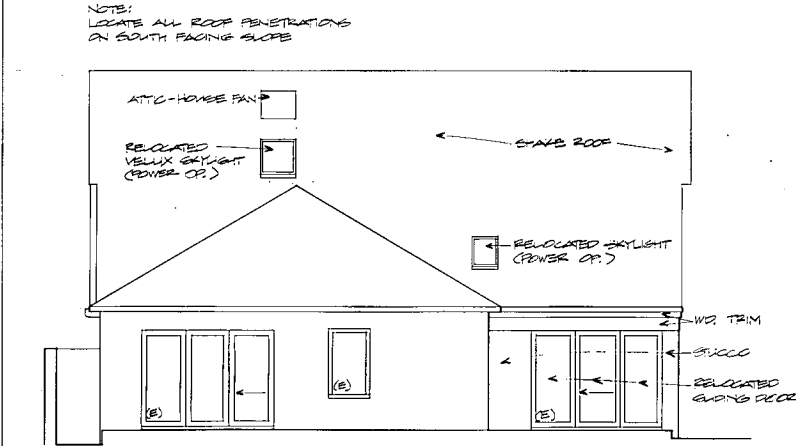 NOTE:
LOCATE ALL ROOF PENETRATIONS
ON SOUTH FACING SLOPE
ATTIC-HOUSE FAN
RELOCATED
VELUX SKYLIGHT
(POWER OP.)
SHAKE ROOF
RELOCATED SKYLIGHT
(POWER OP.)
WD. TRIM
STUCCO
RELOCATED
SLIDING DOOR
(E)
(E)
(E)